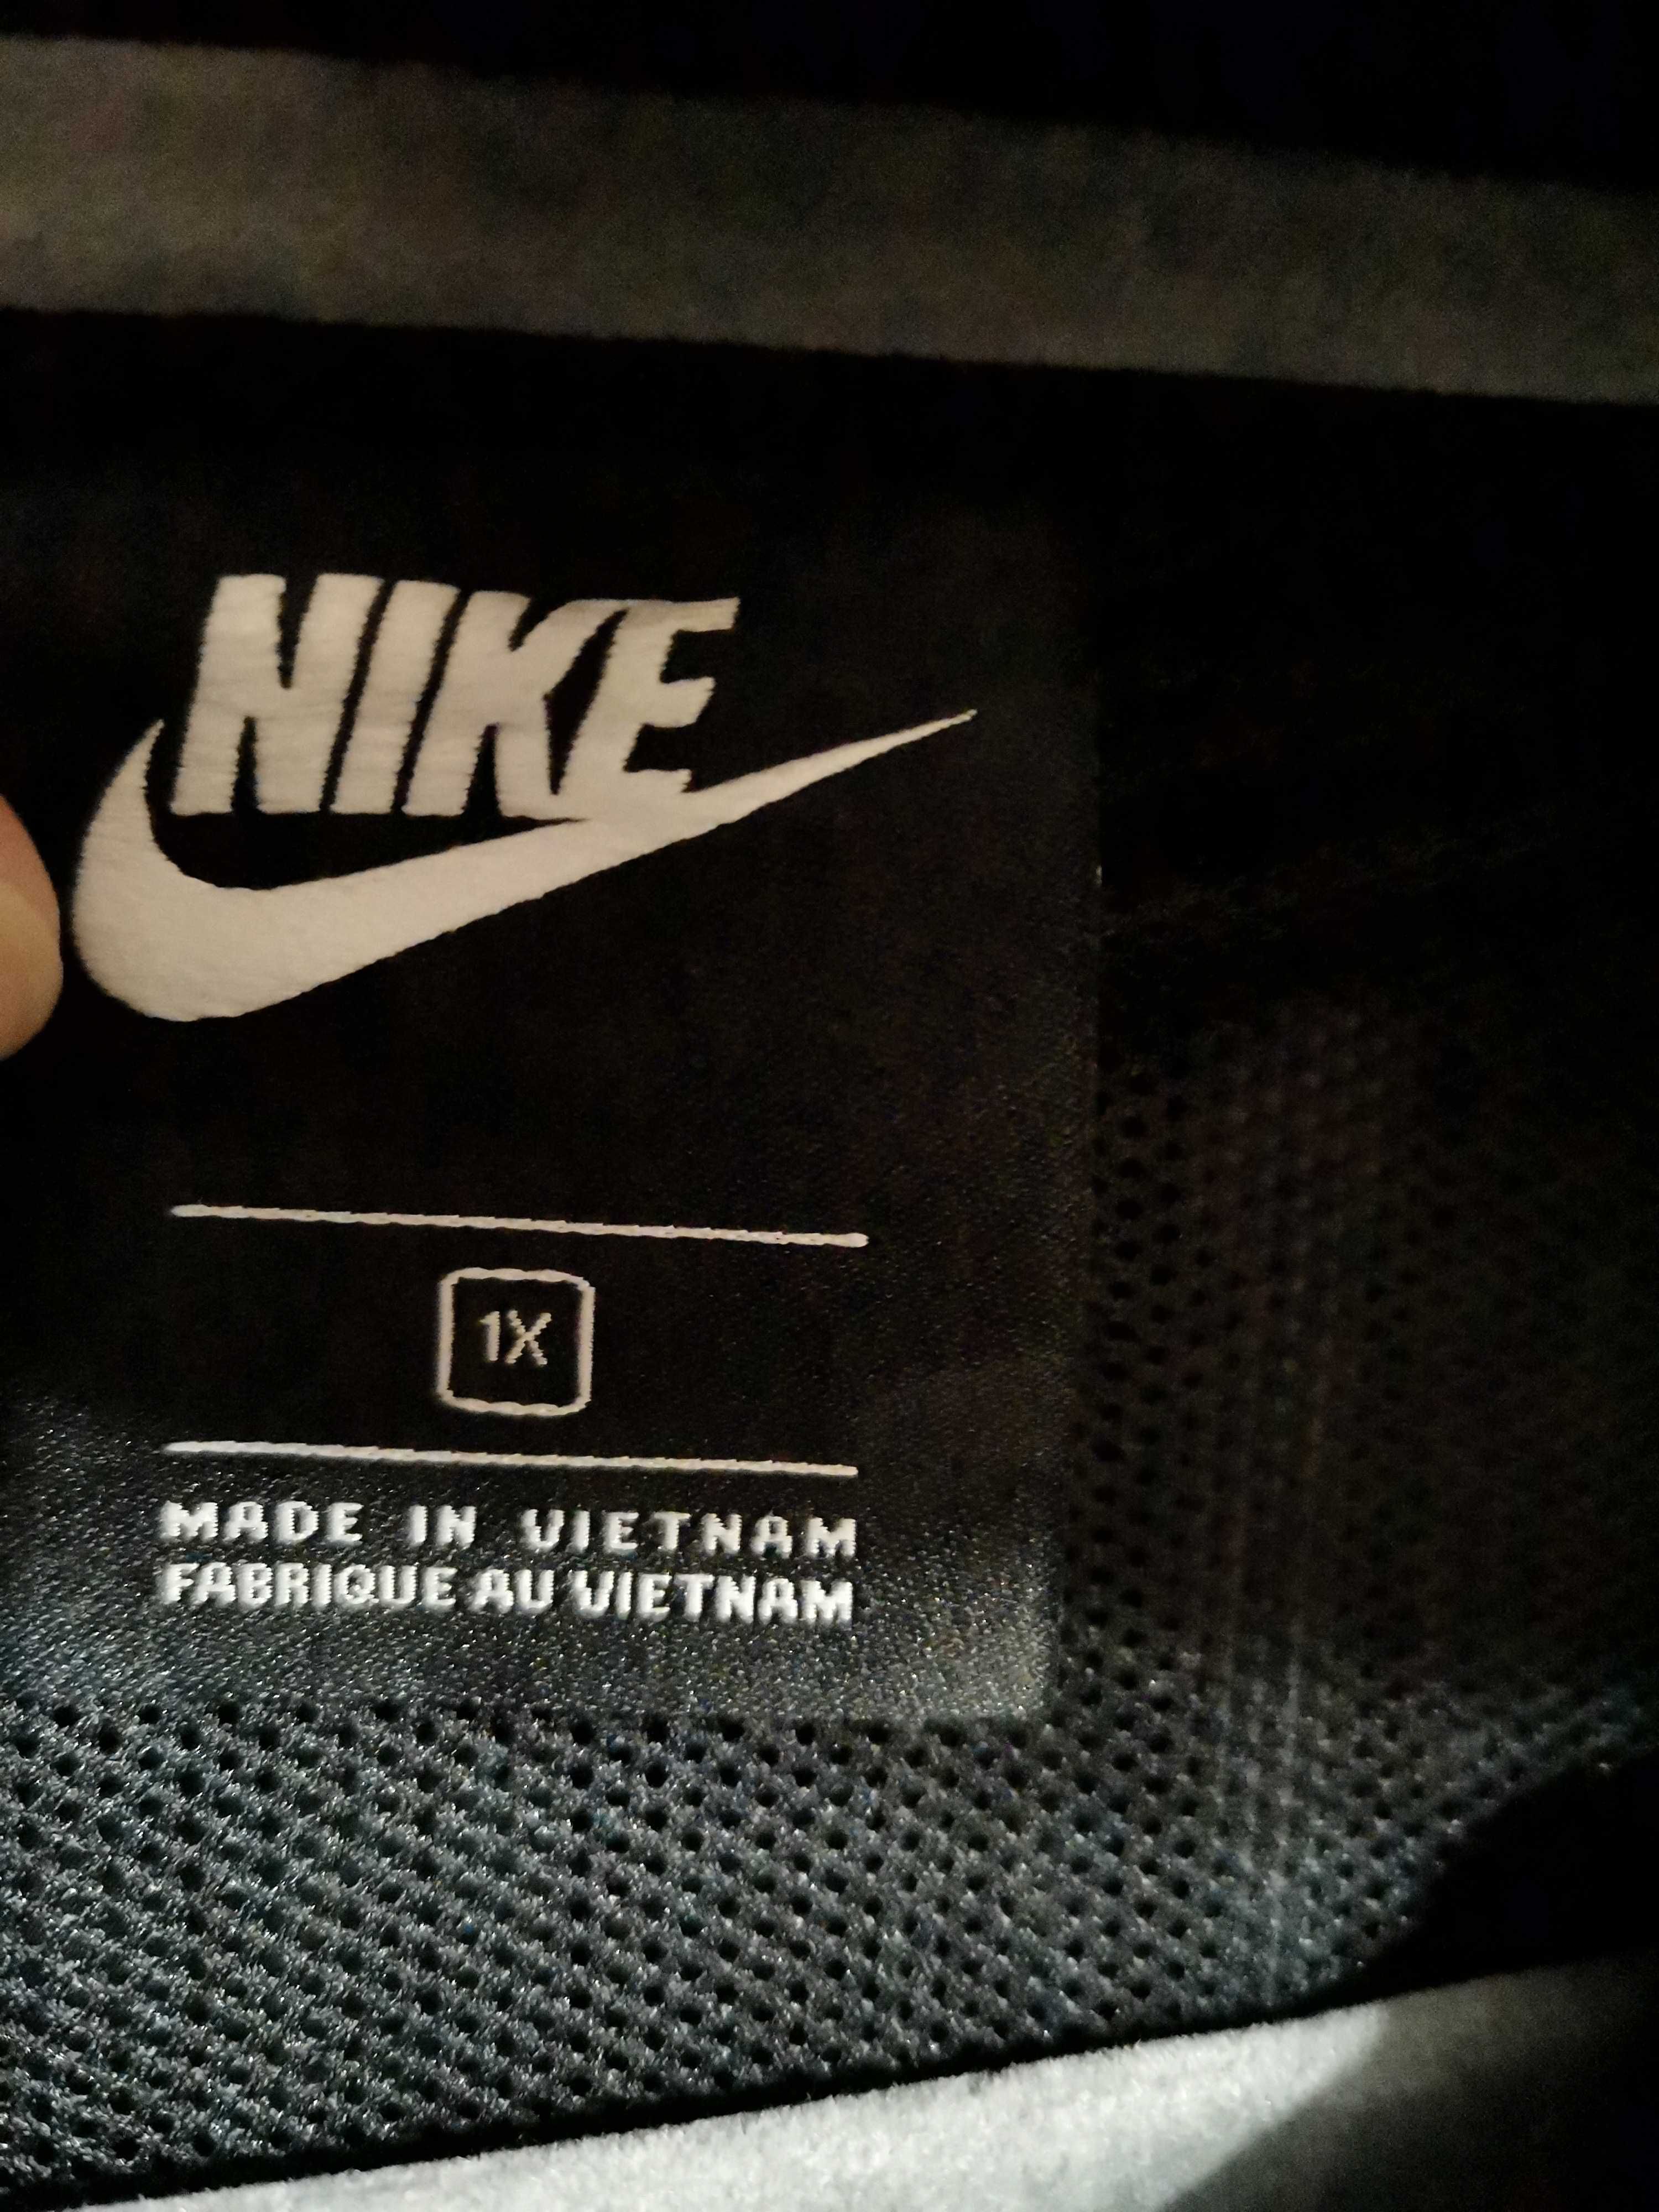 NIKE
1X
MADE IN VIETNAM
FABRIQUE AU VIETNAM